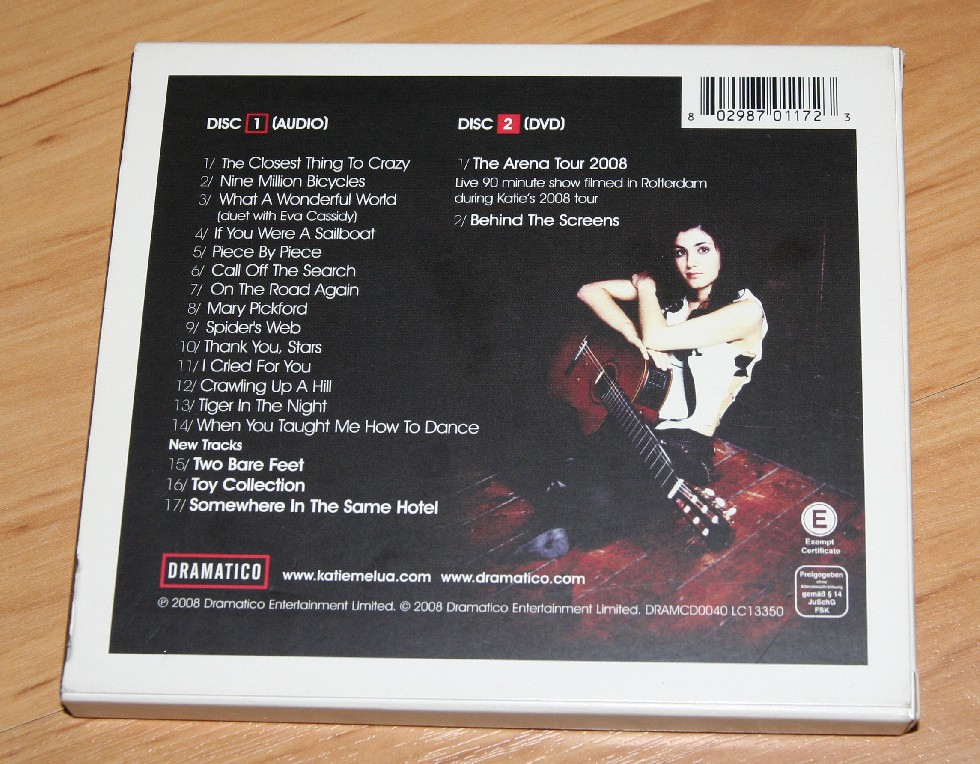 DISC 1 (AUDIO)
1/ The Closest Thing To Crazy
2/ Nine Million Bicycles
3/ What A Wonderful World
(duet with Eva Cassidy)
4/ If You Were A Sailboat
5/ Piece By Piece
6/ Call Off The Search
7/ On The Road Again
8/ Mary Pickford
9/ Spider's Web
10/ Thank You, Stars
11/ I Cried For You
12/ Crawling Up A Hill
13/ Tiger In The Night
14/ When You Taught Me How To Dance
New Tracks
15/ Two Bare Feet
16/ Toy Collection
17/ Somewhere In The Same Hotel
DISC 2 (DVD)
1/ The Arena Tour 2008
Live 90 minute show filmed in Rotterdam
during Katie's 2008 tour
2/ Behind The Screens
8 02987 01172 3
E
Exempt
Certificate
Freigegeben
gemäß § 14
JuSchG
FSK
DRAMATICO www.katiemelua.com www.dramatico.com
℗ 2008 Dramatico Entertainment Limited. © 2008 Dramatico Entertainment Limited. DRAMCD0040 LC13350